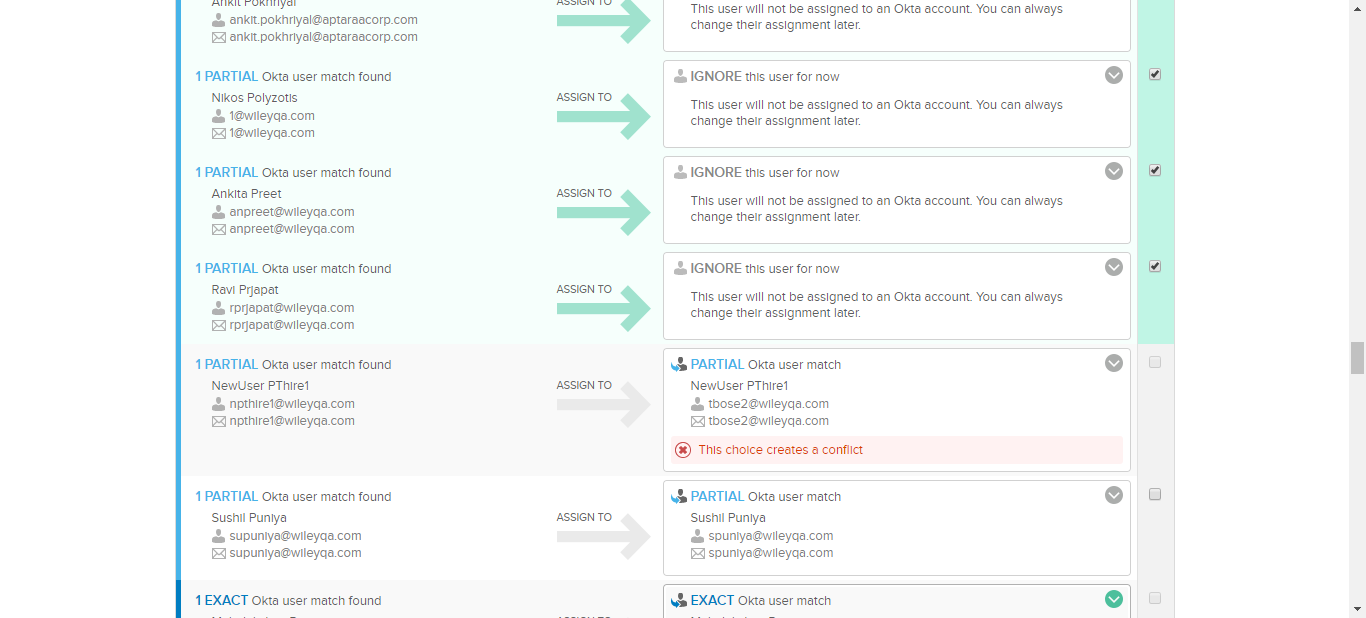 Ankit Pokhriyal
ankit.pokhriyal@aptaraacorp.com
ankit.pokhriyal@aptaraacorp.com
ASSIGN TO
This user will not be assigned to an Okta account. You can always
change their assignment later.
1 PARTIAL Okta user match found
Nikos Polyzotis
1@wileyqa.com
1@wileyqa.com
ASSIGN TO
IGNORE this user for now
This user will not be assigned to an Okta account. You can always
change their assignment later.
1 PARTIAL Okta user match found
Ankita Preet
anpreet@wileyqa.com
anpreet@wileyqa.com
ASSIGN TO
IGNORE this user for now
This user will not be assigned to an Okta account. You can always
change their assignment later.
1 PARTIAL Okta user match found
Ravi Prjapat
rprjapat@wileyqa.com
rprjapat@wileyqa.com
ASSIGN TO
IGNORE this user for now
This user will not be assigned to an Okta account. You can always
change their assignment later.
1 PARTIAL Okta user match found
NewUser PThire1
npthire1@wileyqa.com
npthire1@wileyqa.com
ASSIGN TO
PARTIAL Okta user match
NewUser PThire1
tbose2@wileyqa.com
tbose2@wileyqa.com
This choice creates a conflict
1 PARTIAL Okta user match found
Sushil Puniya
supuniya@wileyqa.com
supuniya@wileyqa.com
ASSIGN TO
PARTIAL Okta user match
Sushil Puniya
spuniya@wileyqa.com
spuniya@wileyqa.com
1 EXACT Okta user match found
EXACT Okta user match